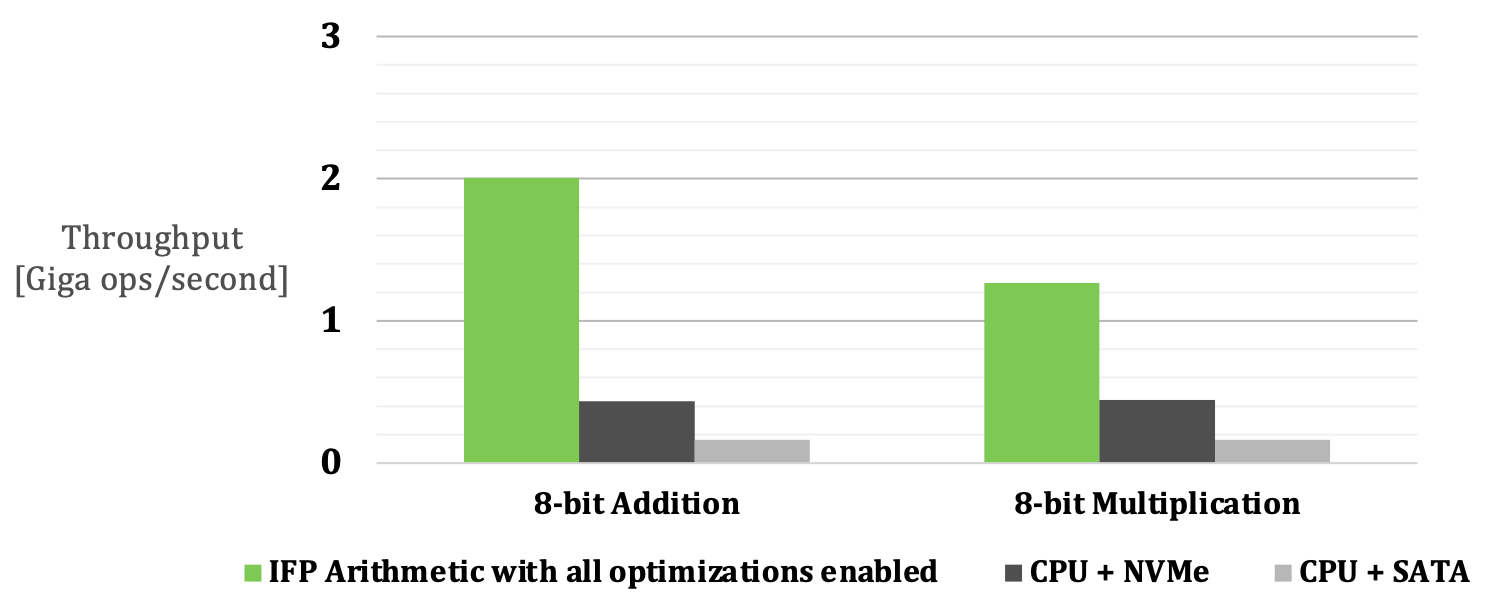 3
2
Throughput
[Giga ops/second]
1
0
8-bit Addition
8-bit Multiplication
IFP Arithmetic with all optimizations enabled
CPU + NVMe
CPU + SATA